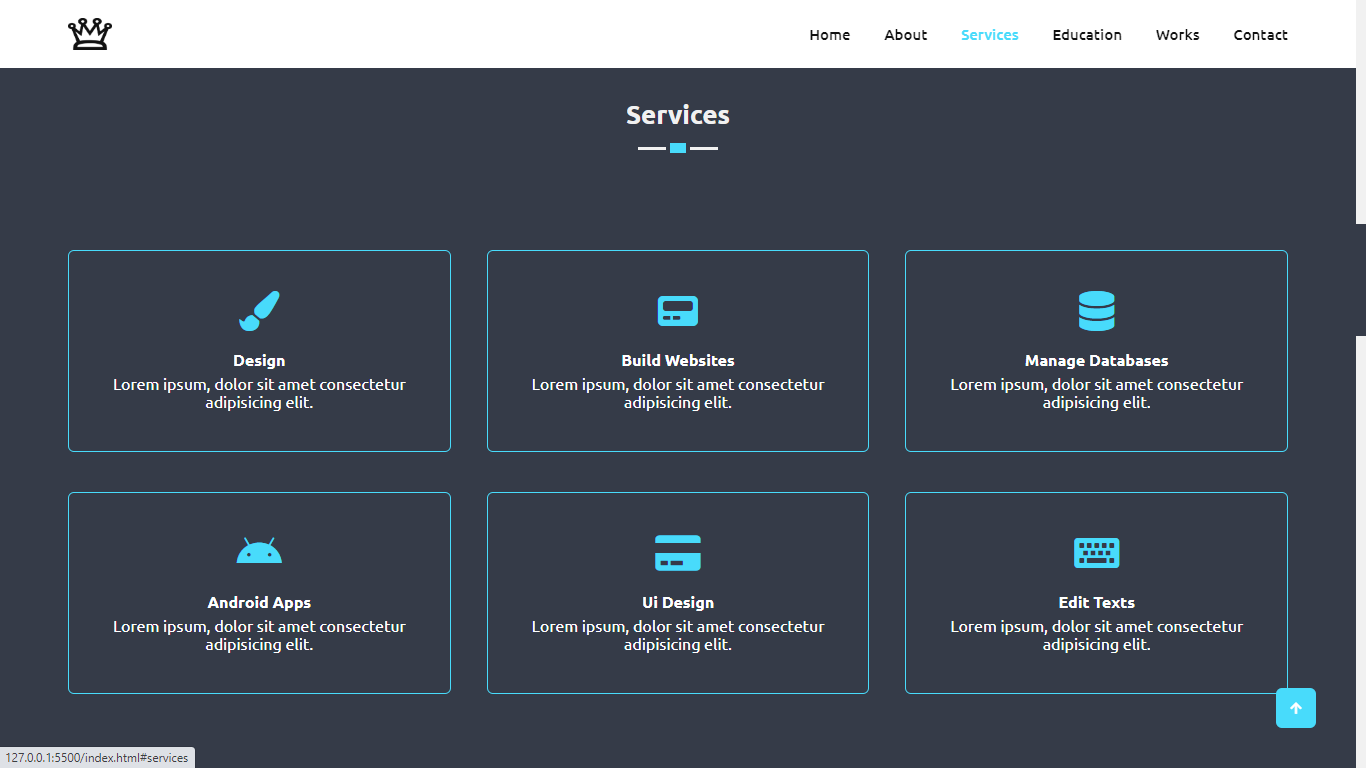 Home About Services Education Works Contact
Services
Design
Lorem ipsum, dolor sit amet consectetur
adipisicing elit.
Build Websites
Lorem ipsum, dolor sit amet consectetur
adipisicing elit.
Manage Databases
Lorem ipsum, dolor sit amet consectetur
adipisicing elit.
Android Apps
Lorem ipsum, dolor sit amet consectetur
adipisicing elit.
Ui Design
Lorem ipsum, dolor sit amet consectetur
adipisicing elit.
Edit Texts
Lorem ipsum, dolor sit amet consectetur
adipisicing elit.
127.0.0.1:5500/index.html#services